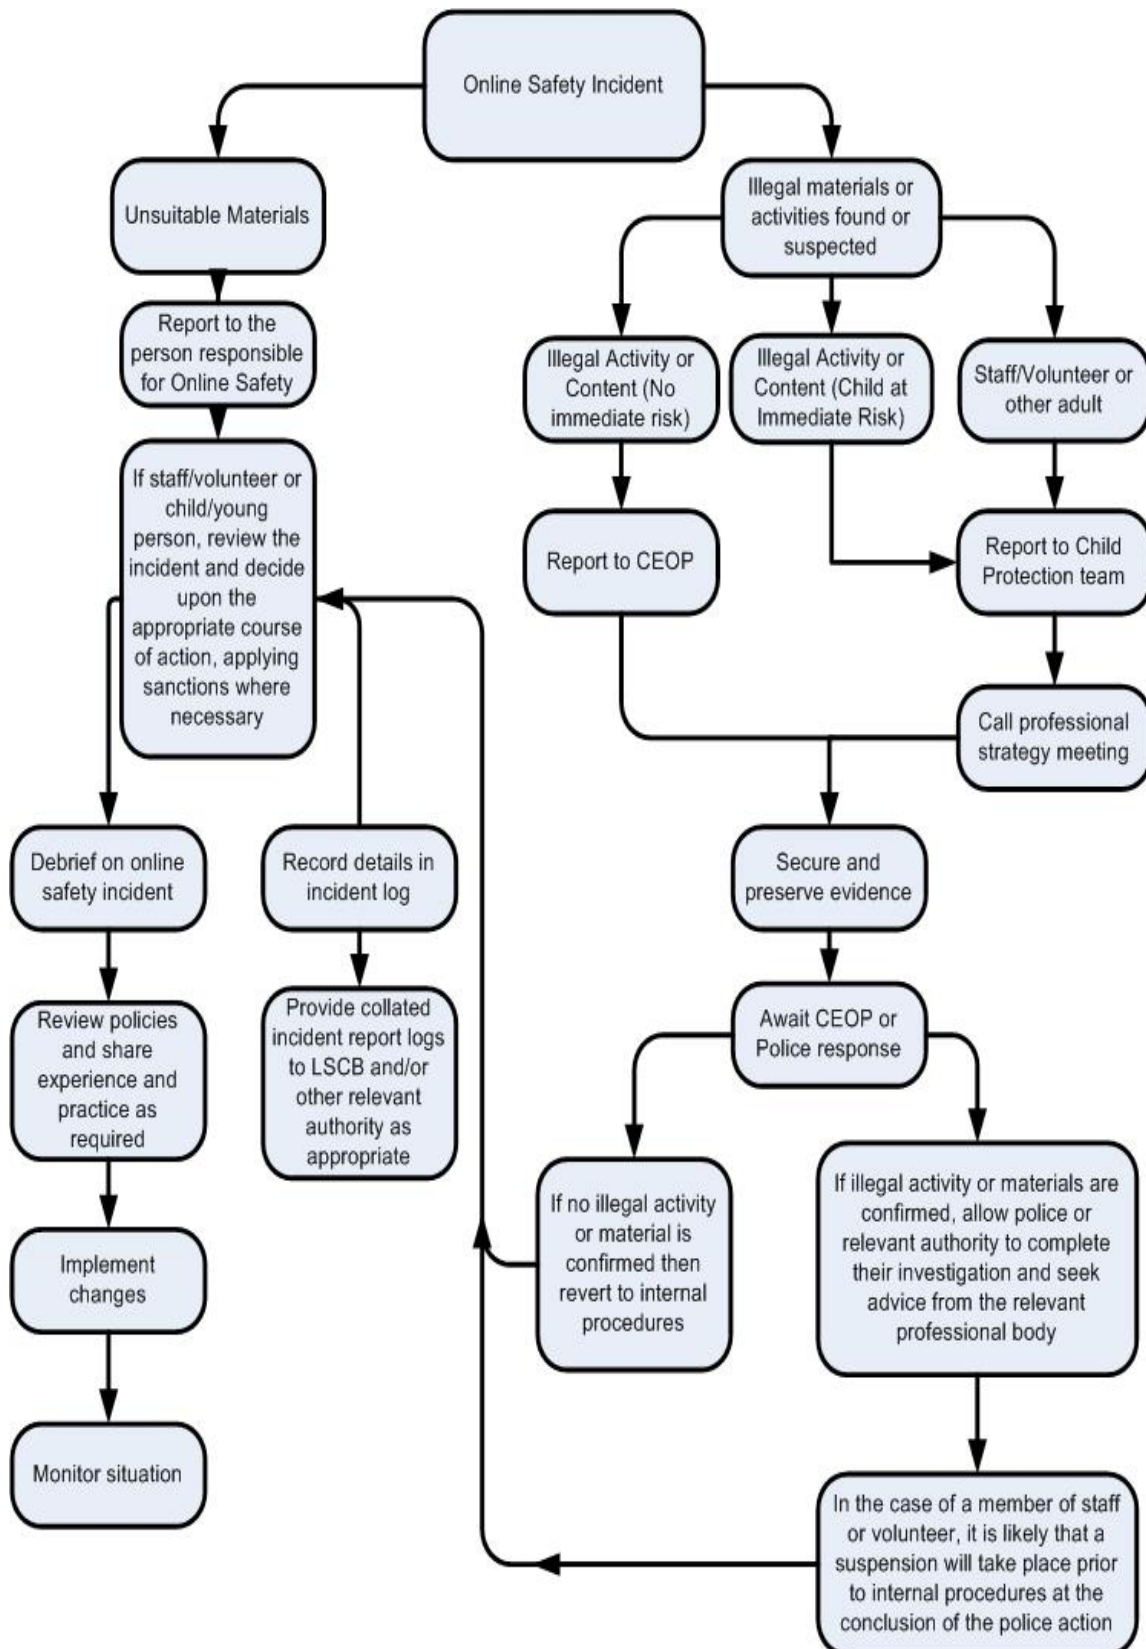 Online Safety Incident
Unsuitable Materials
Illegal materials or
activities found or
suspected
Report to the
person responsible
for Online Safety
Illegal Activity or
Content (No
immediate risk)
Illegal Activity or
Content (Child at
Immediate Risk)
Staff/Volunteer or
other adult
If staff/volunteer or
child/young
person, review the
incident and decide
upon the
appropriate course
of action, applying
sanctions where
necessary
Report to CEOP
Report to Child
Protection team
Call professional
strategy meeting
Debrief on online
safety incident
Record details in
incident log
Secure and
preserve evidence
Review policies
and share
experience and
practice as
required
Provide collated
incident report logs
to LSCB and/or
other relevant
authority as
appropriate
Await CEOP or
Police response
If no illegal activity
or material is
confirmed then
revert to internal
procedures
If illegal activity or materials are
confirmed, allow police or
relevant authority to complete
their investigation and seek
advice from the relevant
professional body
Implement
changes
Monitor situation
In the case of a member of staff
or volunteer, it is likely that a
suspension will take place prior
to internal procedures at the
conclusion of the police action